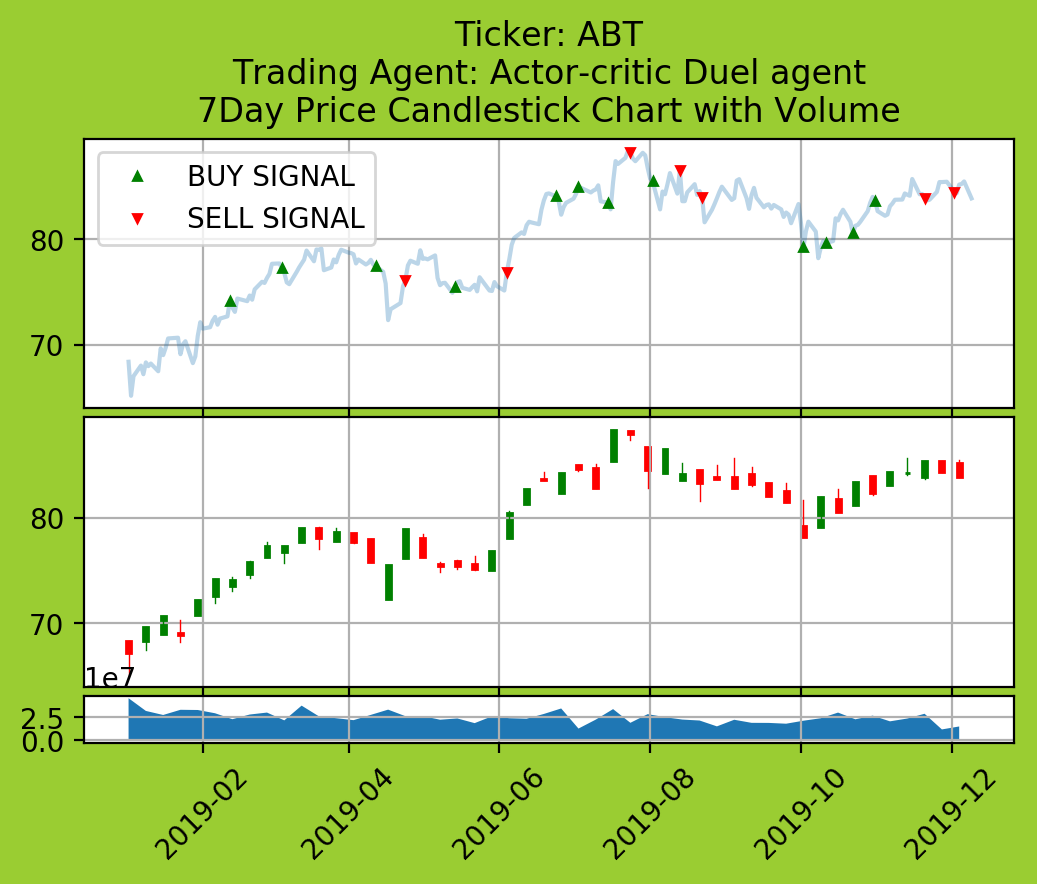 Ticker: ABT
Trading Agent: Actor-critic Duel agent
7Day Price Candlestick Chart with Volume
BUY SIGNAL
SELL SIGNAL
80
70
80
70
1e7
2.5
0.0
2019-02
2019-04
2019-06
2019-08
2019-10
2019-12